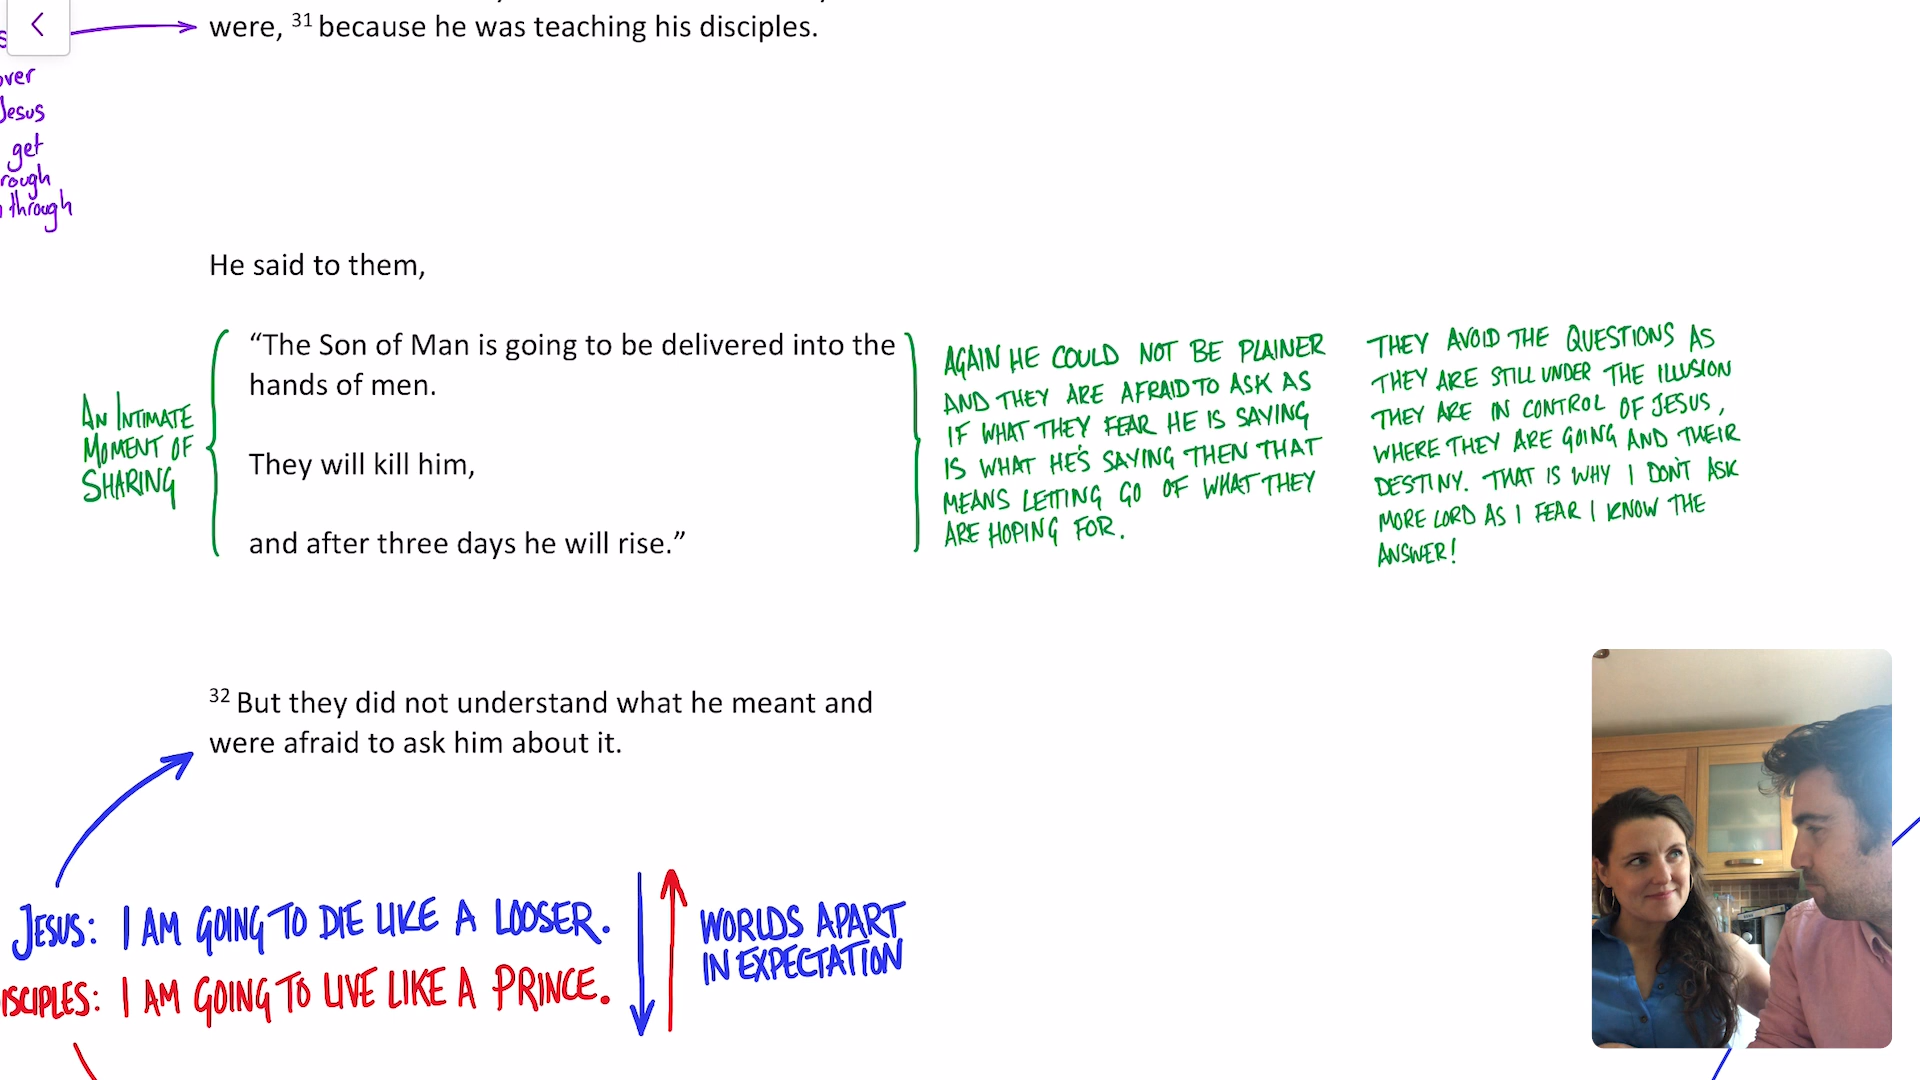 were, 31 because he was teaching his disciples.
over
Jesus
get
through
He said to them,
“The Son of Man is going to be delivered into the
hands of men.
They will kill him,
and after three days he will rise.”
AN INTIMATE
MOMENT OF
SHARING
AGAIN HE COULD NOT BE PLAINER
AND THEY ARE AFRAID TO ASK AS
IF WHAT THEY FEAR HE IS SAYING
IS WHAT HE'S SAYING THEN THAT
MEANS LETTING GO OF WHAT THEY
ARE HOPING FOR.
THEY AVOID THE QUESTIONS AS
THEY ARE STILL UNDER THE ILLUSION
THEY ARE IN CONTROL OF JESUS,
WHERE THEY ARE GOING AND THEIR
DESTINY. THAT IS WHY I DON'T ASK
MORE LORD AS I FEAR I KNOW THE
ANSWER!
32 But they did not understand what he meant and
were afraid to ask him about it.
JESUS: I AM GOING TO DIE LIKE A LOOSER.
ISCIPLES: I AM GOING TO LIVE LIKE A PRINCE.
WORLDS APART
IN EXPECTATION